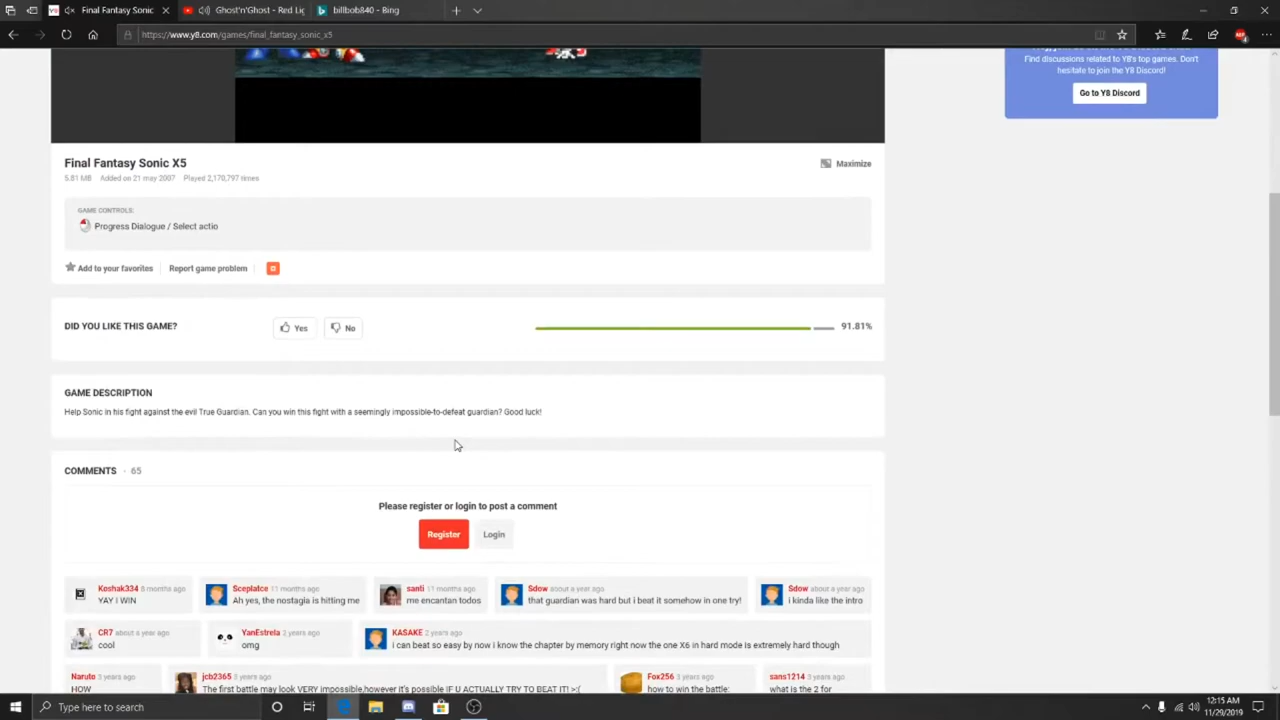 Final Fantasy Sonic
Ghost'n'Ghost - Red Lig
billbob840 - Bing
https://www.y8.com/games/final_fantasy_sonic_x5
Find discussions related to Y8's top games. Don't
hesitate to join the Y8 Discord!
Go to Y8 Discord
Final Fantasy Sonic X5
Maximize
5.81 MB Added on 21 may 2007 Played 2,170,797 times
GAME CONTROLS:
Progress Dialogue / Select actio
Add to your favorites
Report game problem
DID YOU LIKE THIS GAME?
Yes
No
91.81%
GAME DESCRIPTION
Help Sonic in his fight against the evil True Guardian. Can you win this fight with a seemingly impossible-to-defeat guardian? Good luck!
COMMENTS · 65
Please register or login to post a comment
Register
Login
Koshak334 8 months ago
YAY I WIN
Sceplatce 11 months ago
Ah yes, the nostagia is hitting me
santi 11 months ago
me encantan todos
Sdow about a year ago
that guardian was hard but i beat it somehow in one try!
Sdow about a year ago
i kinda like the intro
CR7 about a year ago
cool
YanEstrela 2 years ago
omg
KASAKE 2 years ago
i can beat so easy by now i know the chapter by memory right now the one X6 in hard mode is extremely hard though
Naruto 3 years ago
HOW
jcb2365 3 years ago
The first battle may look VERY impossible,however it's possible IF U ACTUALLY TRY TO BEAT IT! >:(
Fox256 3 years ago
how to win the battle:
sans1214 3 years ago
what is the 2 for
Type here to search
12:15 AM
11/29/2019